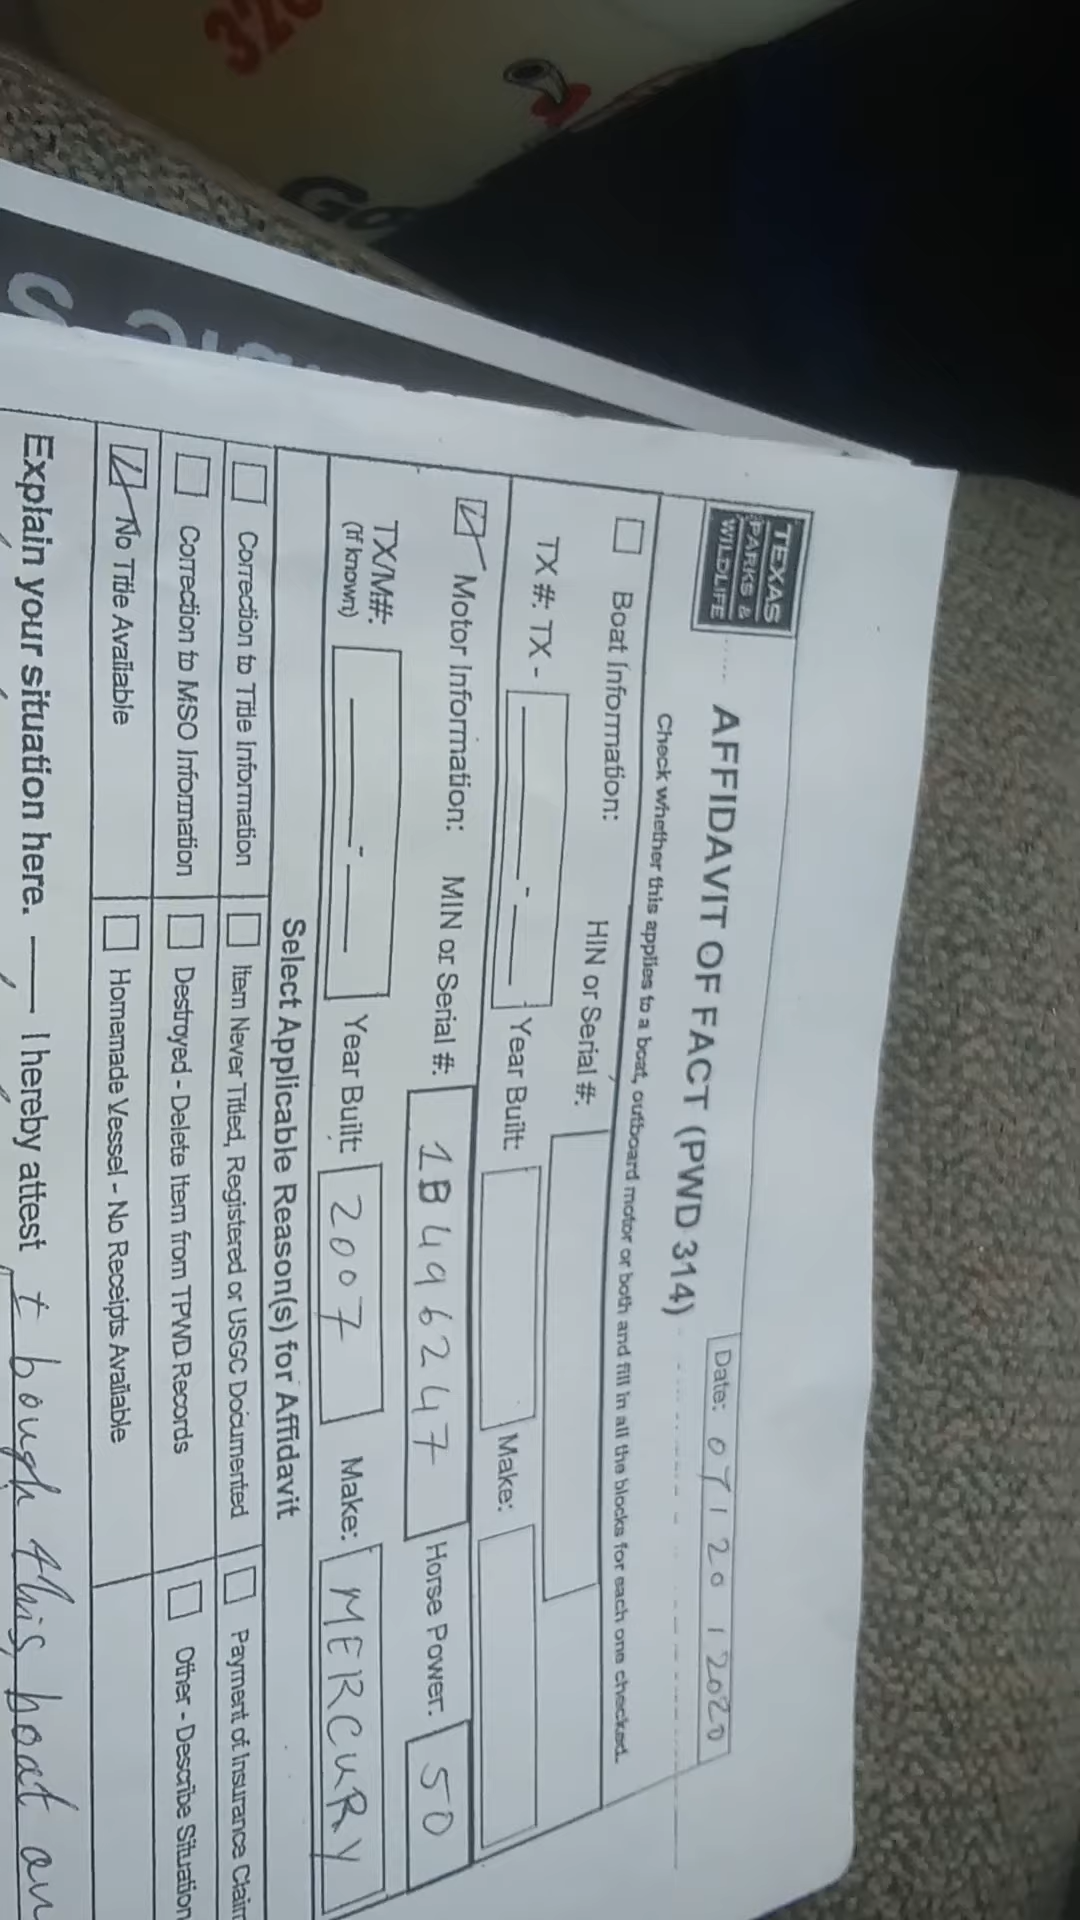 320
Go
TEXAS
PARKS &
WILDLIFE
AFFIDAVIT OF FACT (PWD 314)
Date: 07 / 20 / 2020
Check whether this applies to a boat, outboard motor or both and fill in all the blocks for each one checked.
Boat Information: HIN or Serial #:
TX #: TX - Year Built: Make:
Motor Information: MIN or Serial #: 1B496247 Horse Power: 50
TX/M#: Year Built: 2007 Make: MERCURY
(if known)
Select Applicable Reason(s) for Affidavit
Correction to Title Information Item Never Titled, Registered or USGC Documented Payment of Insurance Claim
Correction to MSO Information Destroyed - Delete Item from TPWD Records Other - Describe Situation
No Title Available Homemade Vessel - No Receipts Available
Explain your situation here. — I hereby attest I bough this boat an